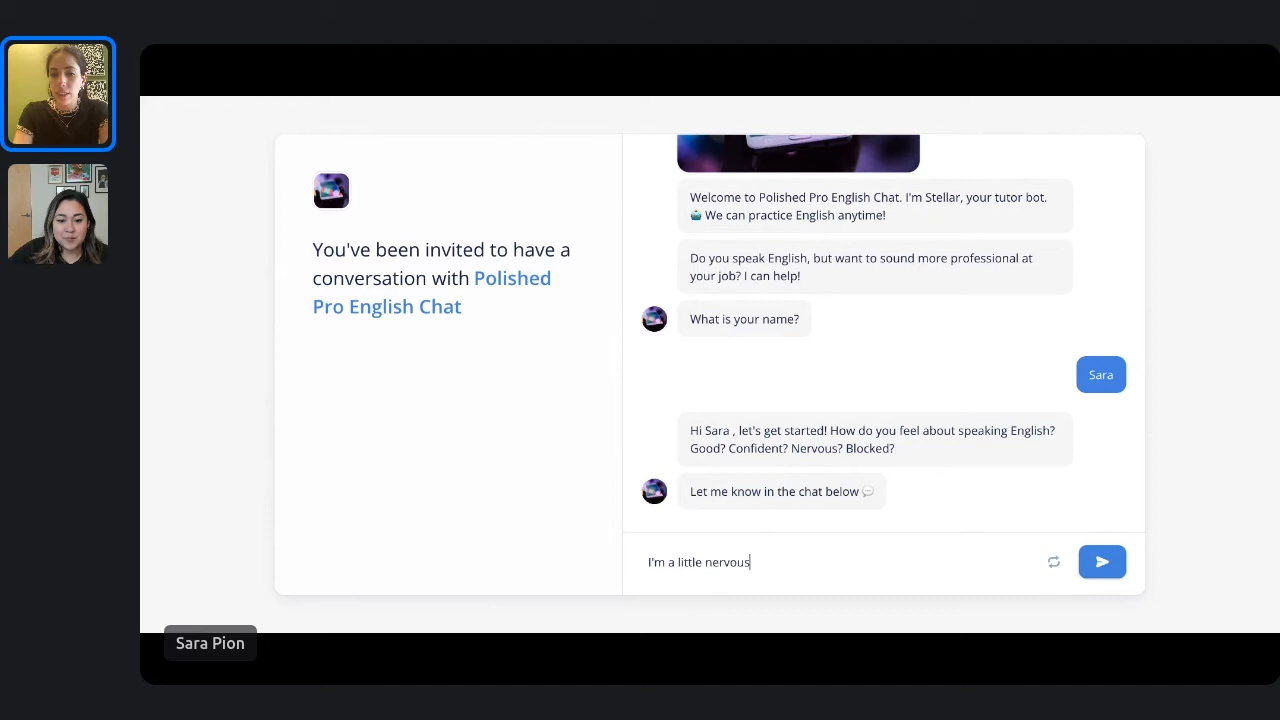 You've been invited to have a
conversation with Polished
Pro English Chat
Welcome to Polished Pro English Chat. I'm Stellar, your tutor bot.
🤖 We can practice English anytime!
Do you speak English, but want to sound more professional at
your job? I can help!
What is your name?
Sara
Hi Sara , let's get started! How do you feel about speaking English?
Good? Confident? Nervous? Blocked?
Let me know in the chat below 💬
I'm a little nervous
Sara Pion